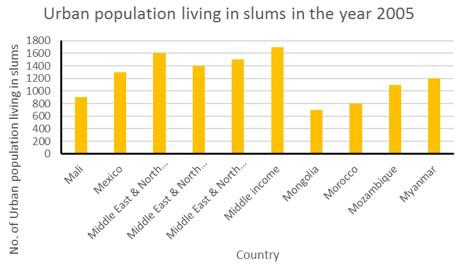 Urban population living in slums in the year 2005
No. of Urban population living in slums
1800
1600
1400
1200
1000
800
600
400
200
0
Mali
Mexico
Middle East & North...
Middle East & North...
Middle East & North...
Middle income
Mongolia
Morocco
Mozambique
Myanmar
Country